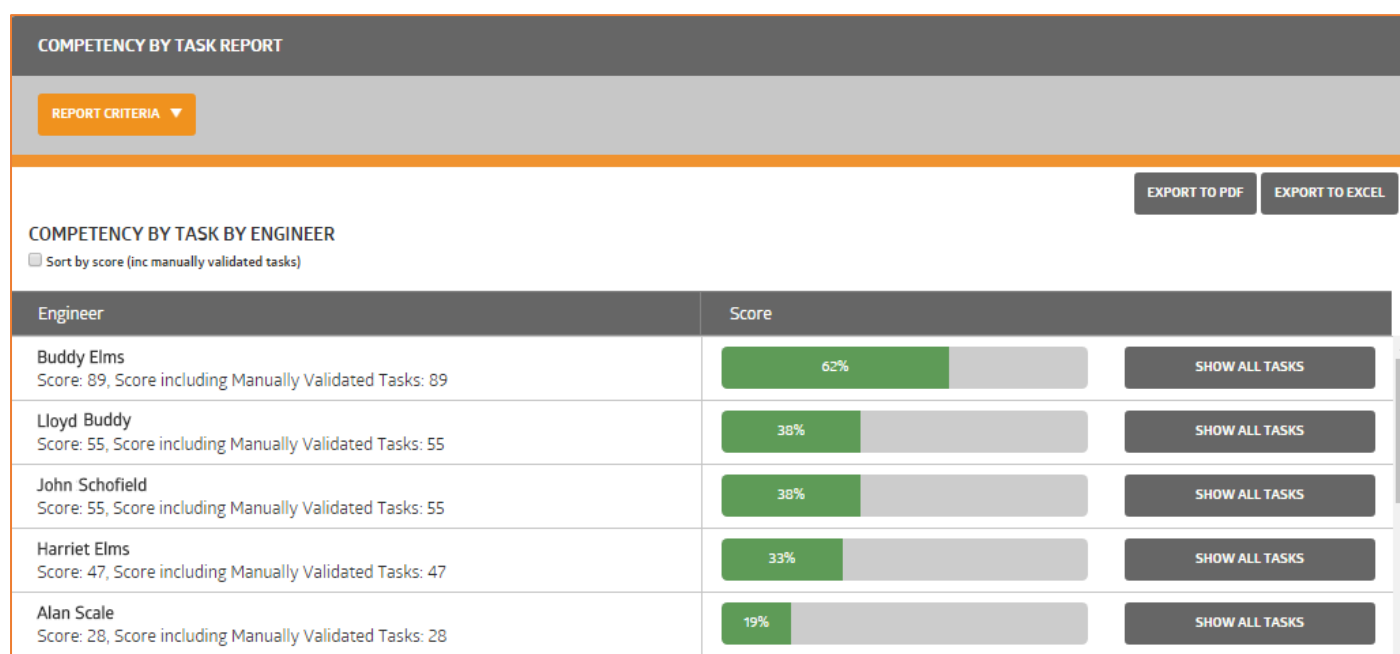 COMPETENCY BY TASK REPORT
REPORT CRITERIA
EXPORT TO PDF
EXPORT TO EXCEL
COMPETENCY BY TASK BY ENGINEER
Sort by score (inc manually validated tasks)
Engineer
Score
Buddy Elms
Score: 89, Score including Manually Validated Tasks: 89
62%
SHOW ALL TASKS
Lloyd Buddy
Score: 55, Score including Manually Validated Tasks: 55
38%
SHOW ALL TASKS
John Schofield
Score: 55, Score including Manually Validated Tasks: 55
38%
SHOW ALL TASKS
Harriet Elms
Score: 47, Score including Manually Validated Tasks: 47
33%
SHOW ALL TASKS
Alan Scale
Score: 28, Score including Manually Validated Tasks: 28
19%
SHOW ALL TASKS